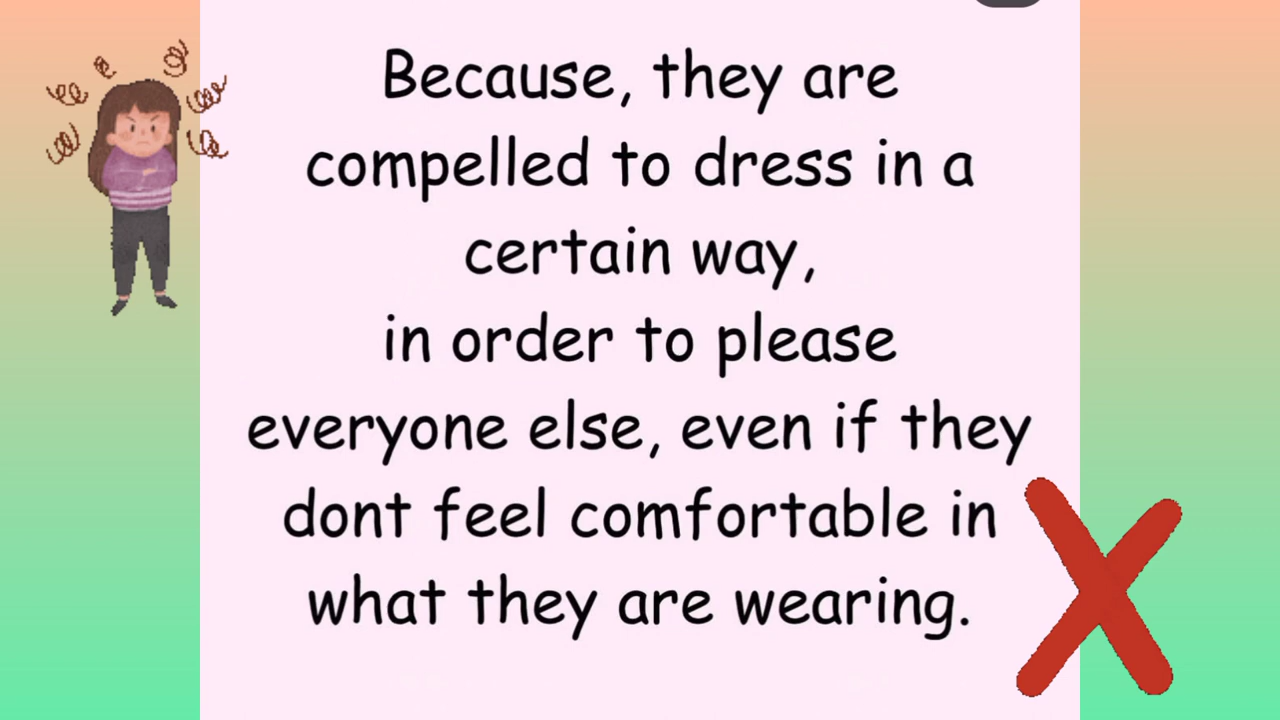 Because, they are
compelled to dress in a
certain way,
in order to please
everyone else, even if they
dont feel comfortable in
what they are wearing.